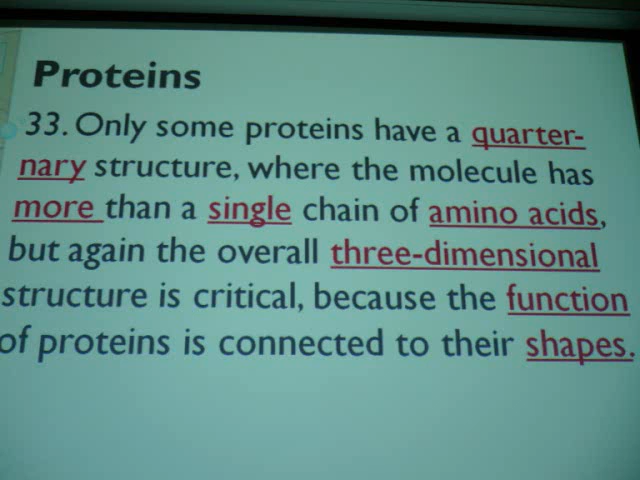 Proteins
33. Only some proteins have a quarter-
nary structure, where the molecule has
more than a single chain of amino acids,
but again the overall three-dimensional
structure is critical, because the function
of proteins is connected to their shapes.